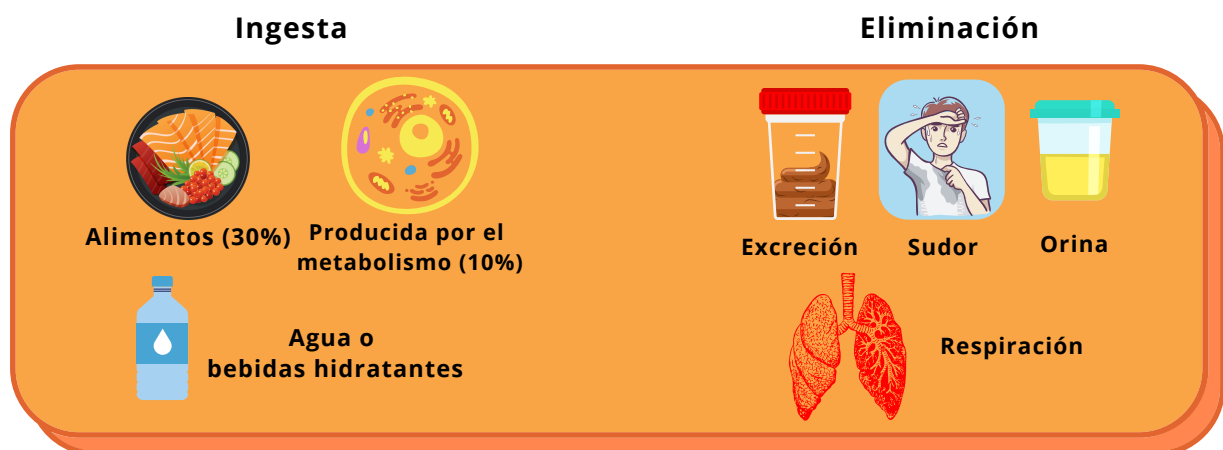 Ingesta
Eliminación
Alimentos (30%)
Producida por el
metabolismo (10%)
Agua o
bebidas hidratantes
Excreción
Sudor
Orina
Respiración